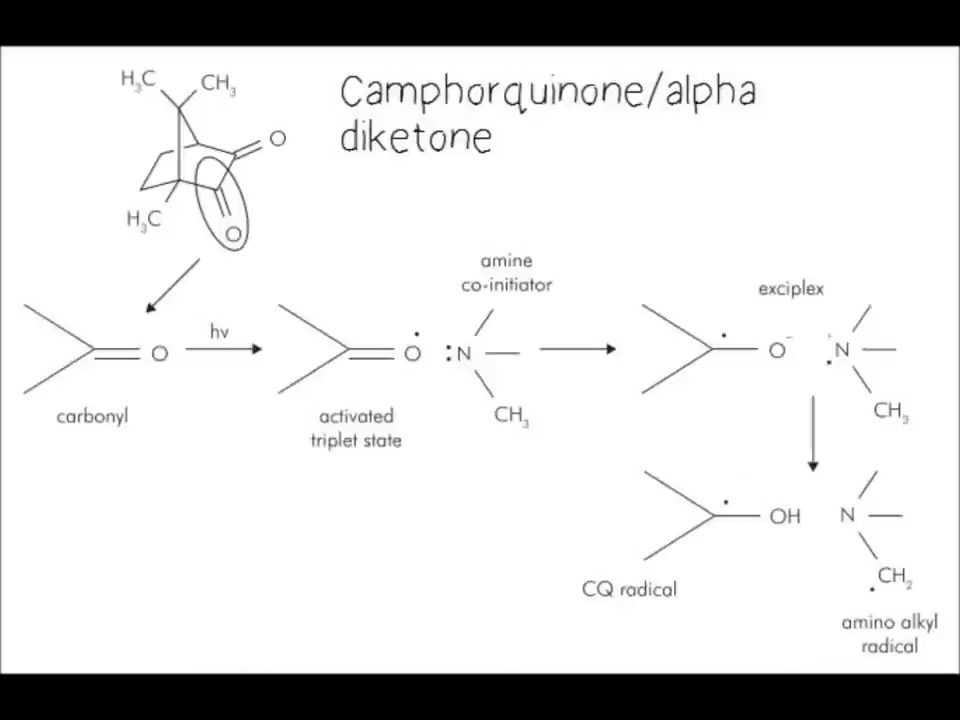 H₃C
CH₃
Camphorquinone/alpha
diketone
O
H₃C
O
amine
co-initiator
exciplex
hv
O
O
:N
O⁻
N
carbonyl
activated
triplet state
CH₃
CH₃
OH
N
CQ radical
CH₂
amino alkyl
radical